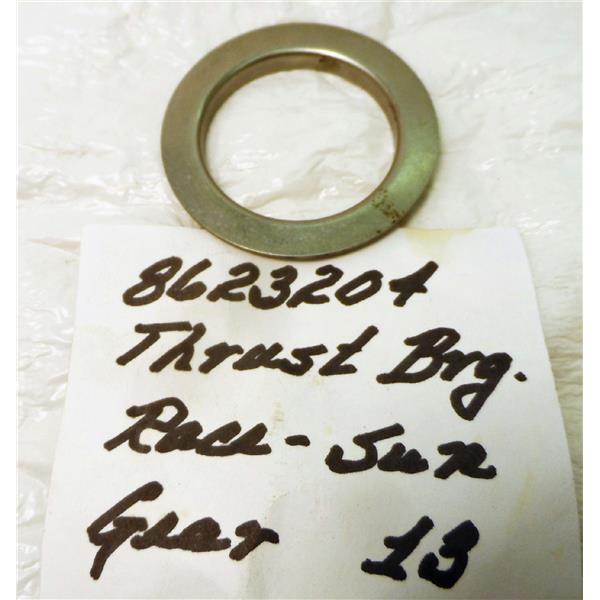 8623204
Thrust Brg.
Race - Sun
Gear 13